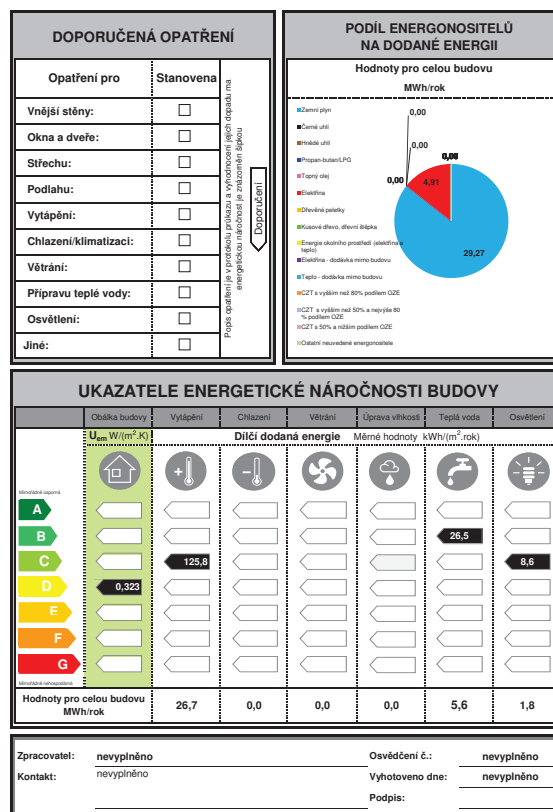 DOPORUČENÁ OPATŘENÍ
Opatření pro Stanovena
Vnější stěny:
Okna a dveře:
Střechu:
Podlahu:
Vytápění:
Chlazení/klimatizaci:
Větrání:
Přípravu teplé vody:
Osvětlení:
Jiné:
Popis opatření je v protokolu průkazu a vyhodnocení jejich dopadu na
energetickou náročnost je znázorněn šipkou
Doporučení
PODÍL ENERGONOSITELŮ
NA DODANÉ ENERGII
Hodnoty pro celou budovu
MWh/rok
Zemní plyn
Černé uhlí
Hnědé uhlí
Propan-butan/LPG
Topný olej
Elektřina
Dřevěné peletky
Kusové dřevo, dřevní štěpka
Energie okolního prostředí (elektřina a
teplo)
Elektřina - dodávka mimo budovu
Teplo - dodávka mimo budovu
CZT s vyšším než 80% podílem OZE
CZT s vyšším než 50% a nejvýše 80
% podílem OZE
CZT s 50% a nižším podílem OZE
Ostatní neuvedené energonositele
0,00
0,00
0,00
0,00
4,91
29,27
UKAZATELE ENERGETICKÉ NÁROČNOSTI BUDOVY
Obálka budovy Vytápění Chlazení Větrání Úprava vlhkosti Teplá voda Osvětlení
Uem W/(m².K) Dílčí dodaná energie Měrné hodnoty kWh/(m².rok)
Mimořádně úsporná
A
B 26,5
C 125,8 8,6
D 0,323
E
F
G
Mimořádně nehospodárná
Hodnoty pro celou budovu
MWh/rok
26,7 0,0 0,0 0,0 5,6 1,8
Zpracovatel: nevyplněno Osvědčení č.: nevyplněno
Kontakt: nevyplněno Vyhotoveno dne: nevyplněno
Podpis: